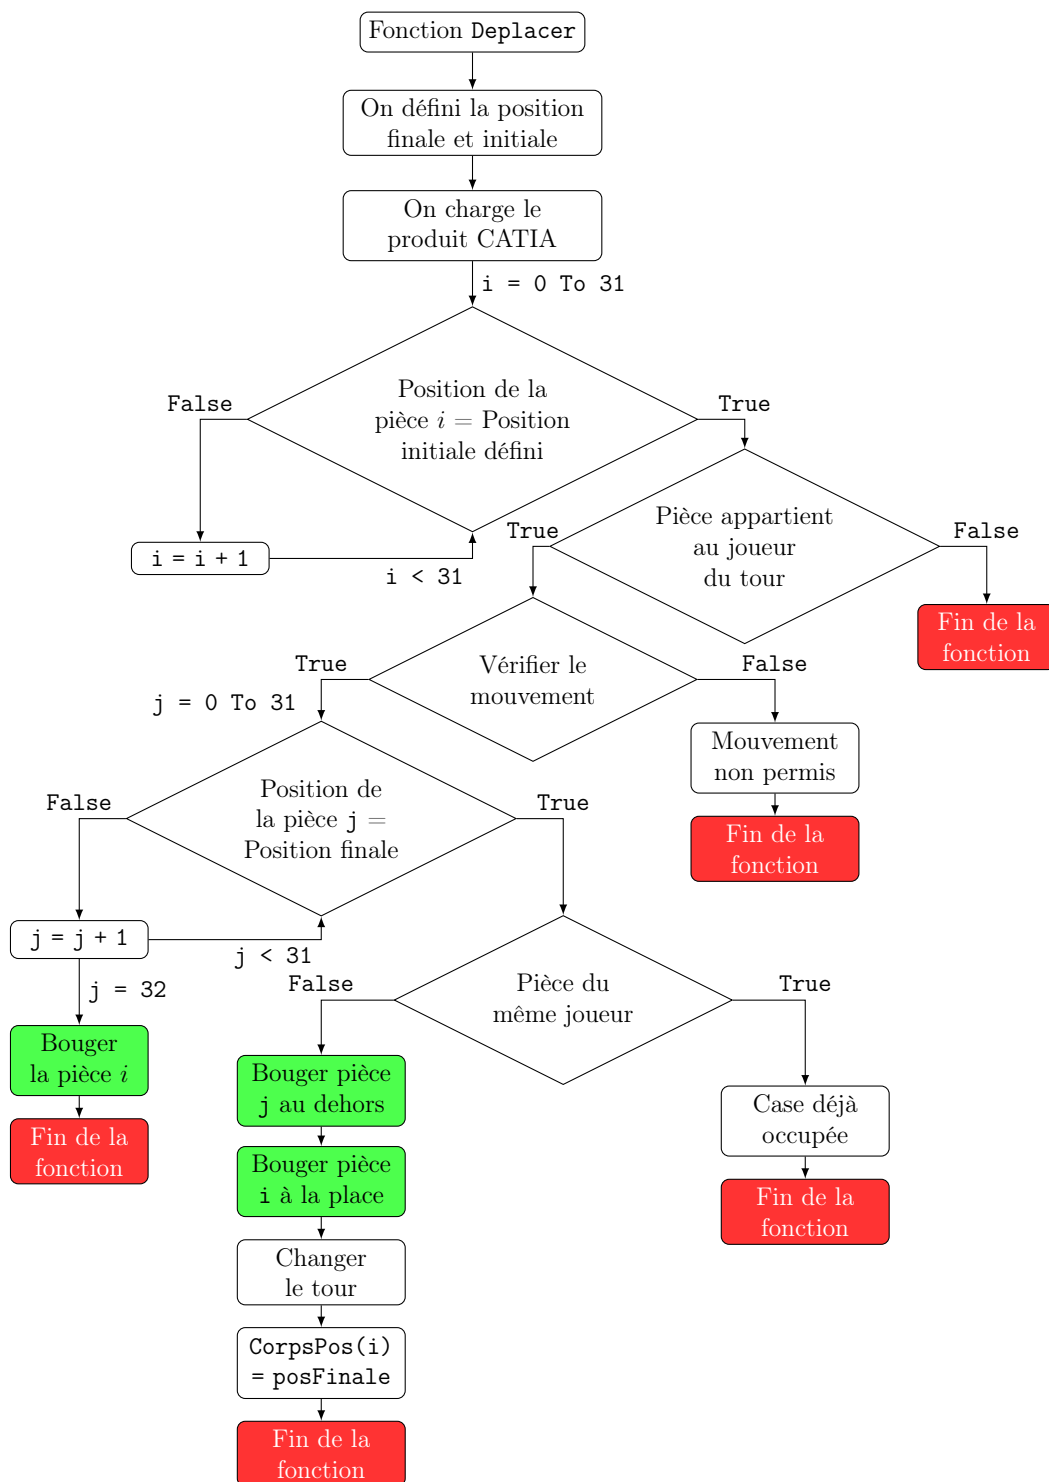 Fonction Deplacer
On défini la position
finale et initiale
On charge le
produit CATIA
i = 0 To 31
Position de la
pièce i = Position
initiale défini
False
True
i = i + 1
i < 31
Pièce appartient
au joueur
du tour
True
False
Fin de la
fonction
Vérifier le
mouvement
True
False
j = 0 To 31
Mouvement
non permis
Fin de la
fonction
Position de
la pièce j =
Position finale
False
True
j = j + 1
j < 31
j = 32
Bouger
la pièce i
Fin de la
fonction
Pièce du
même joueur
False
True
Bouger pièce
j au dehors
Bouger pièce
i à la place
Changer
le tour
CorpsPos(i)
= posFinale
Fin de la
fonction
Case déjà
occupée
Fin de la
fonction